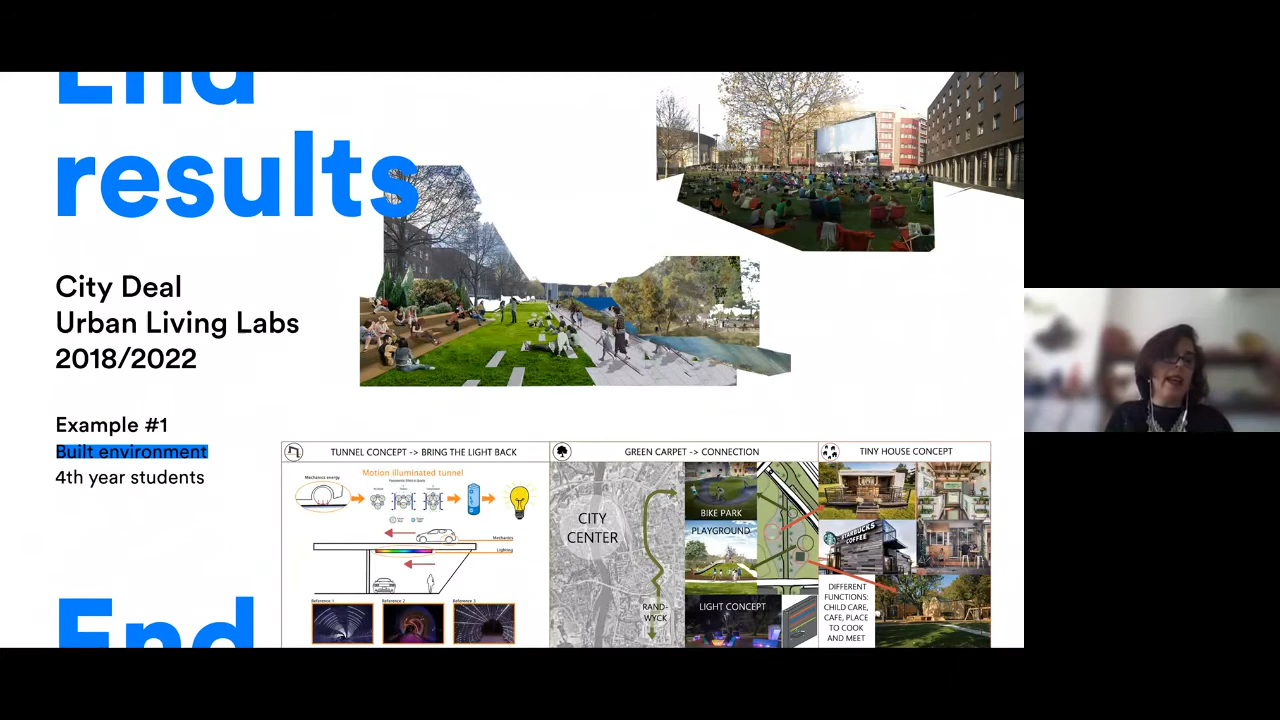 End
results
City Deal
Urban Living Labs
2018/2022
Example #1
Built environment
4th year students
TUNNEL CONCEPT -> BRING THE LIGHT BACK
Motion illuminated tunnel
Mechanics energy
Mechanics
Lighting
Reference 1
Reference 2
Reference 3
GREEN CARPET -> CONNECTION
CITY
CENTER
RAND-
WYCK
BIKE PARK
PLAYGROUND
LIGHT CONCEPT
TINY HOUSE CONCEPT
STARBUCKS
COFFEE
DIFFERENT
FUNCTIONS:
CHILD CARE,
CAFE, PLACE
TO COOK
AND MEET
End